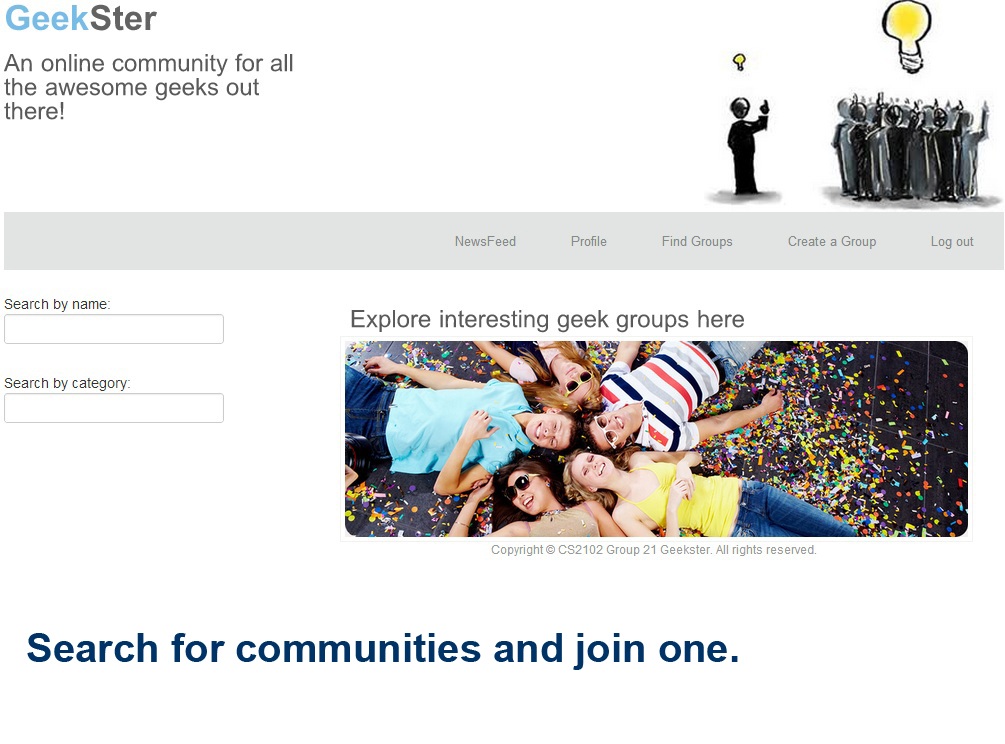 GeekSter
An online community for all
the awesome geeks out
there!
NewsFeed Profile Find Groups Create a Group Log out
Search by name:
Search by category:
Explore interesting geek groups here
Copyright © CS2102 Group 21 Geekster. All rights reserved.
Search for communities and join one.